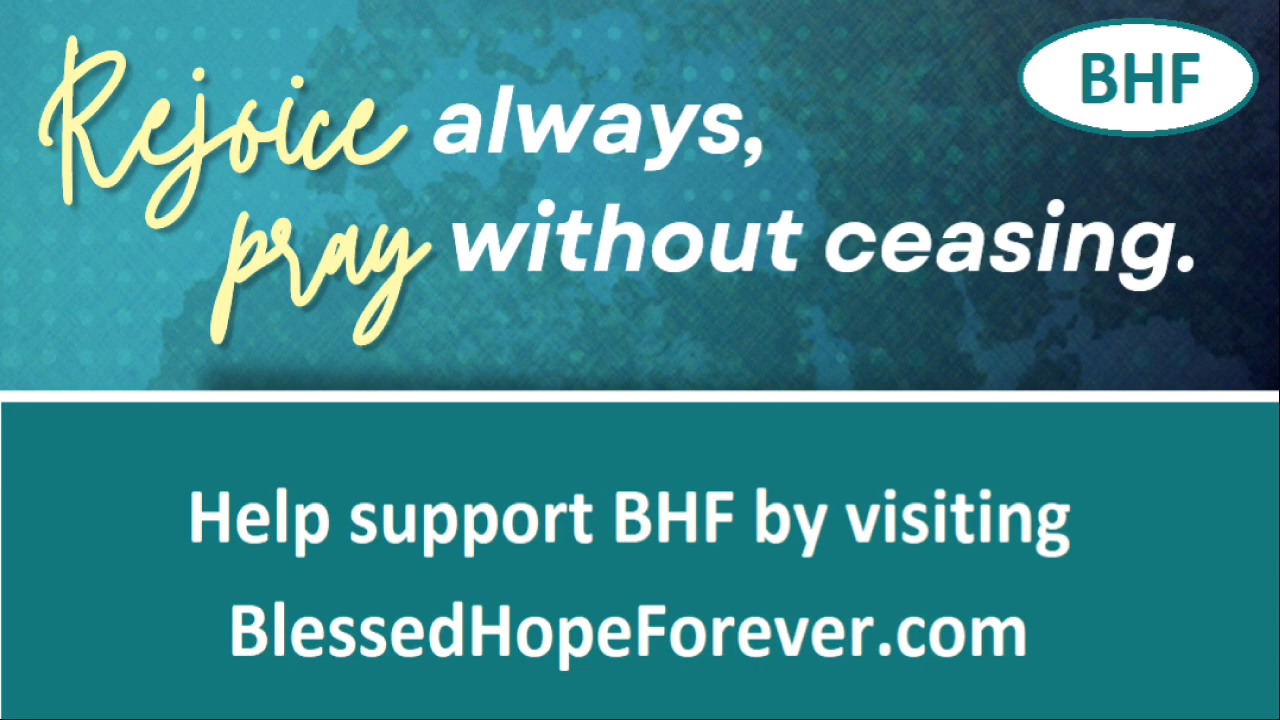 BHF
Rejoice always,
pray without ceasing.
Help support BHF by visiting
BlessedHopeForever.com